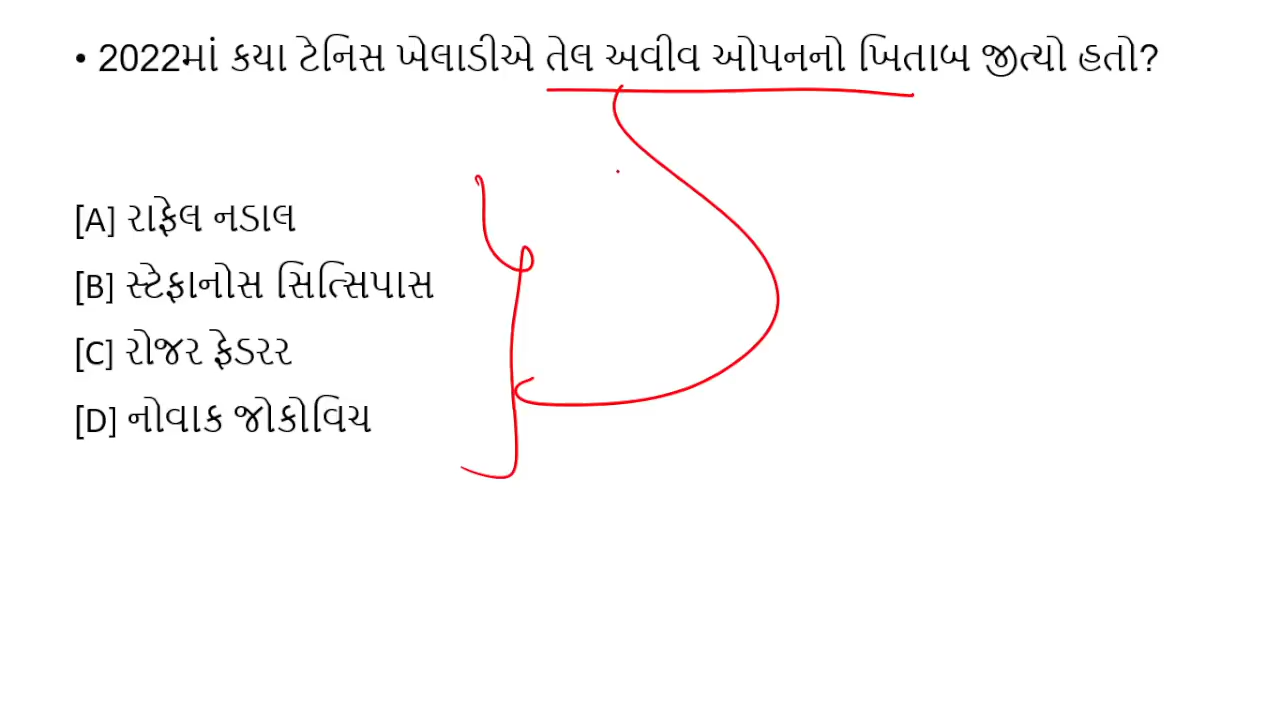 • 2022માં કયા ટેનિસ ખેલાડીએ તેલ અવીવ ઓપનનો ખિતાબ જીત્યો હતો?
[A] રાફેલ નડાલ
[B] સ્ટેફાનોસ સિત્સિપાસ
[C] રોજર ફેડરર
[D] નોવાક જોકોવિચ